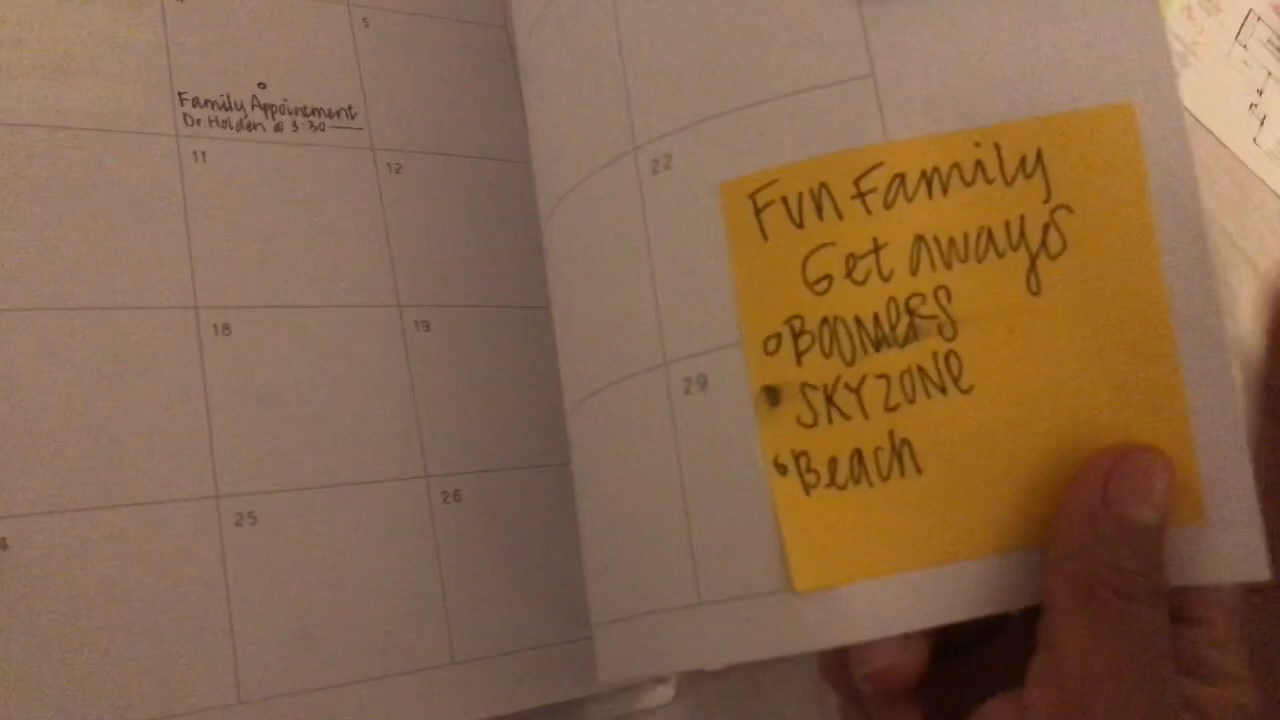 5
Family Appointment
Dr Holden @ 3:30
11
12
18
19
25
26
22
29
Fun Family
Get aways
BOOMERS
SKYZONE
Beach